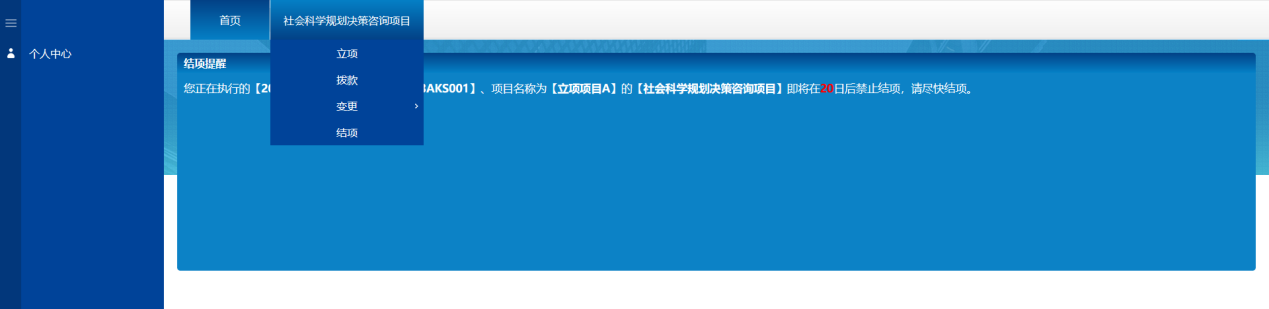 首页
社会科学规划决策咨询项目
个人中心
立项
拨款
变更
结项
结项提醒
您正在执行的【20 BAKS001】、项目名称为【立项项目A】的【社会科学规划决策咨询项目】即将在20日后禁止结项，请尽快结项。